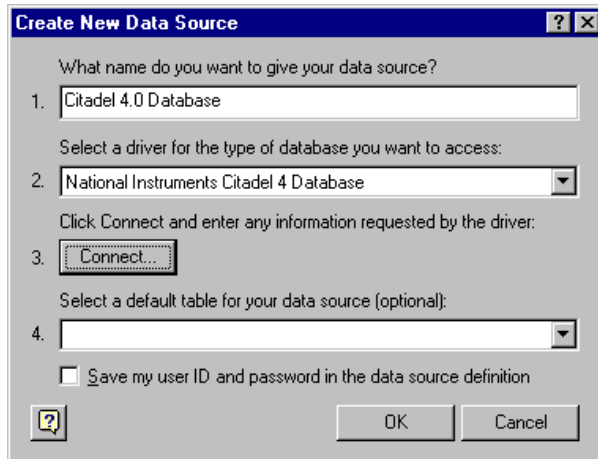 Create New Data Source
What name do you want to give your data source?
1. Citadel 4.0 Database
Select a driver for the type of database you want to access:
2. National Instruments Citadel 4 Database
Click Connect and enter any information requested by the driver:
3. Connect...
Select a default table for your data source (optional):
4.
Save my user ID and password in the data source definition
OK Cancel